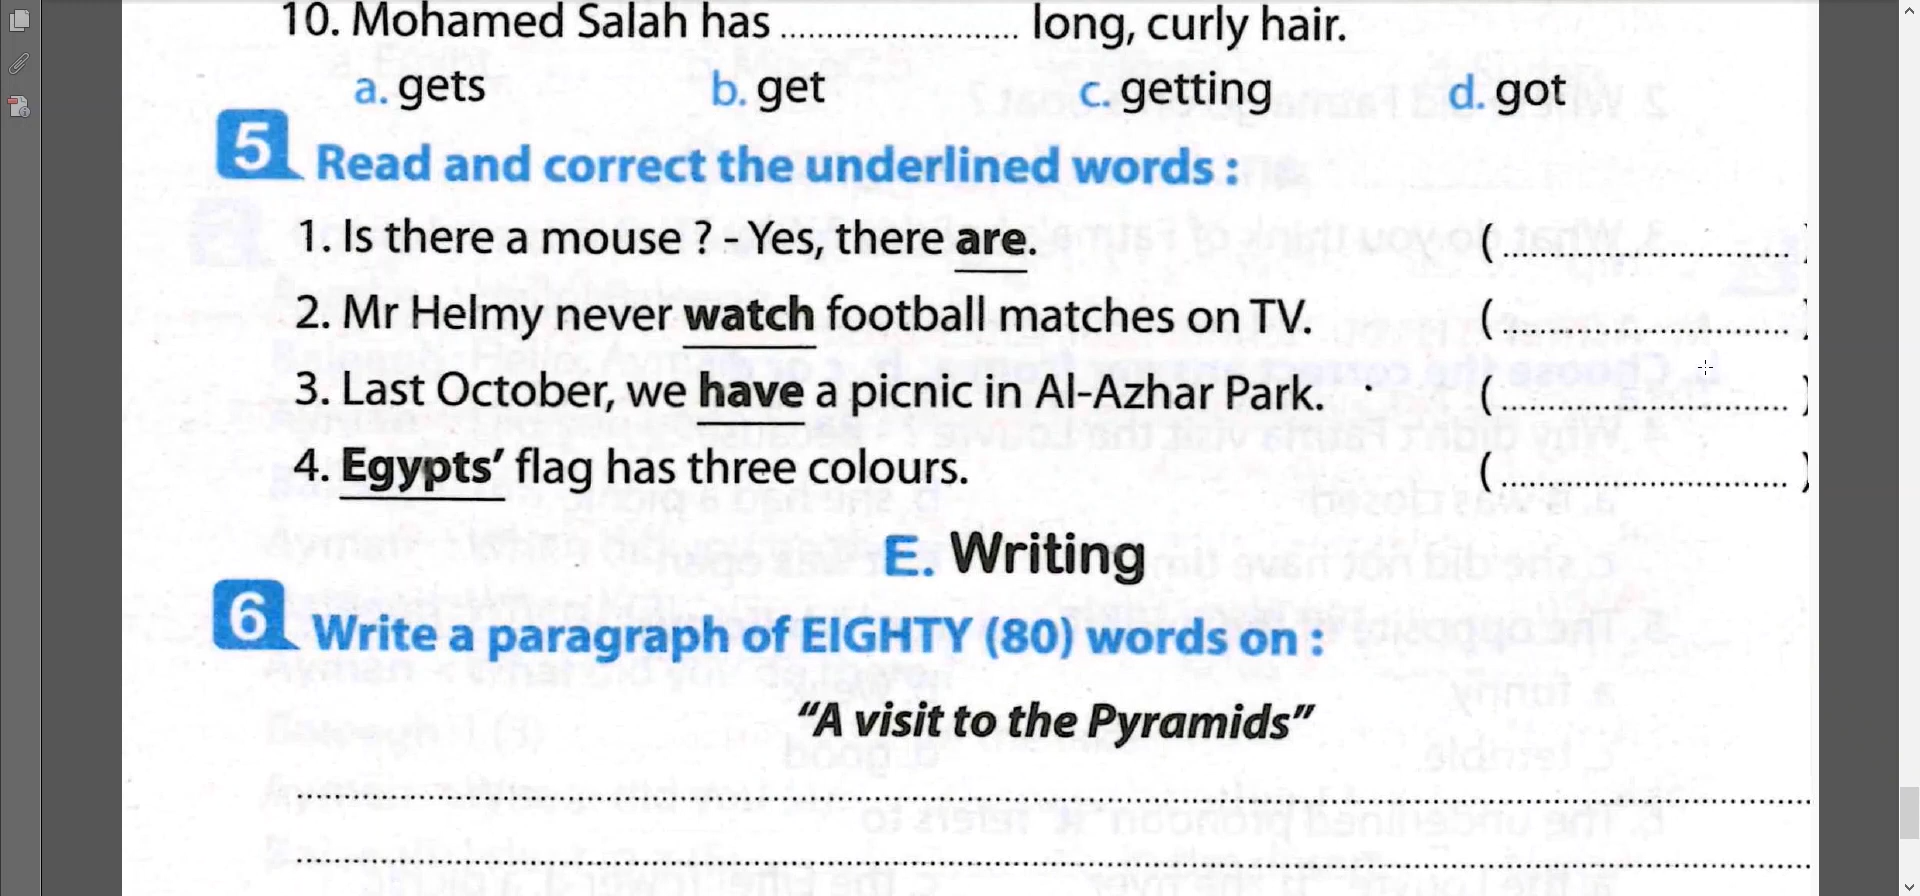 10. Mohamed Salah has ........................ long, curly hair.
a. gets b. get c. getting d. got
5 Read and correct the underlined words :
1. Is there a mouse ? - Yes, there are. (.............................)
2. Mr Helmy never watch football matches on TV. (.............................)
3. Last October, we have a picnic in Al-Azhar Park. (.............................)
4. Egypts’ flag has three colours. (.............................)
E. Writing
6 Write a paragraph of EIGHTY (80) words on :
“A visit to the Pyramids”